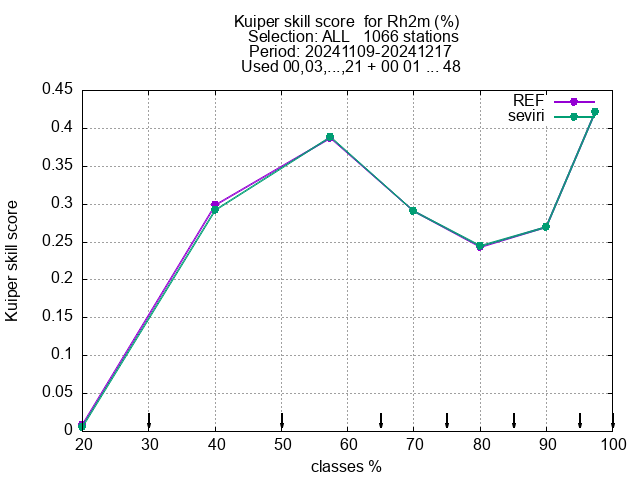 Kuiper skill score  for Rh2m (%)
Selection: ALL   1066 stations
Period: 20241109-20241217
Used 00,03,...,21 + 00 01 ... 48
REF
seviri
0.45
0.4
0.35
0.3
0.25
0.2
0.15
0.1
0.05
0
Kuiper skill score
20 30 40 50 60 70 80 90 100
classes %